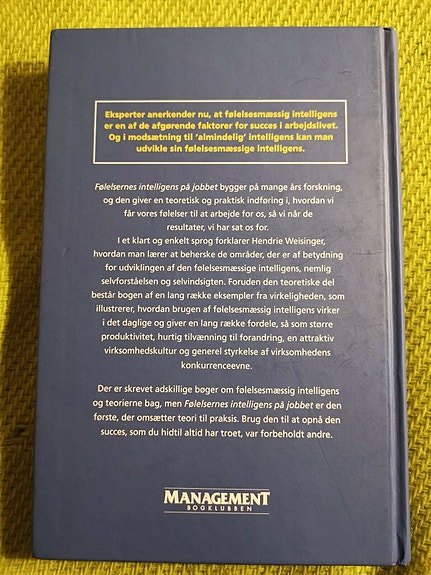 Eksperter anerkender nu, at følelsesmæssig intelligens
er en af de afgørende faktorer for succes i arbejdslivet.
Og i modsætning til 'almindelig' intelligens kan man
udvikle sin følelsesmæssige intelligens.
Følelsernes intelligens på jobbet bygger på mange års forskning,
og den giver en teoretisk og praktisk indføring i, hvordan vi
får vores følelser til at arbejde for os, så vi når de
resultater, vi har sat os for.
I et klart og enkelt sprog forklarer Hendrie Weisinger,
hvordan man lærer at beherske de områder, der er af betydning
for udviklingen af den følelsesmæssige intelligens, nemlig
selvforståelsen og selvindsigten. Foruden den teoretiske del
består bogen af en lang række eksempler fra virkeligheden, som
illustrerer, hvordan brugen af følelsesmæssig intelligens virker
i det daglige og giver en lang række fordele, så som større
produktivitet, hurtig tilvænning til forandring, en attraktiv
virksomhedskultur og generel styrkelse af virksomhedens
konkurrenceevne.
Der er skrevet adskillige bøger om følelsesmæssig intelligens
og teorierne bag, men Følelsernes intelligens på jobbet er den
første, der omsætter teori til praksis. Brug den til at opnå den
succes, som du hidtil altid har troet, var forbeholdt andre.
MANAGEMENT
BOGKLUBBEN